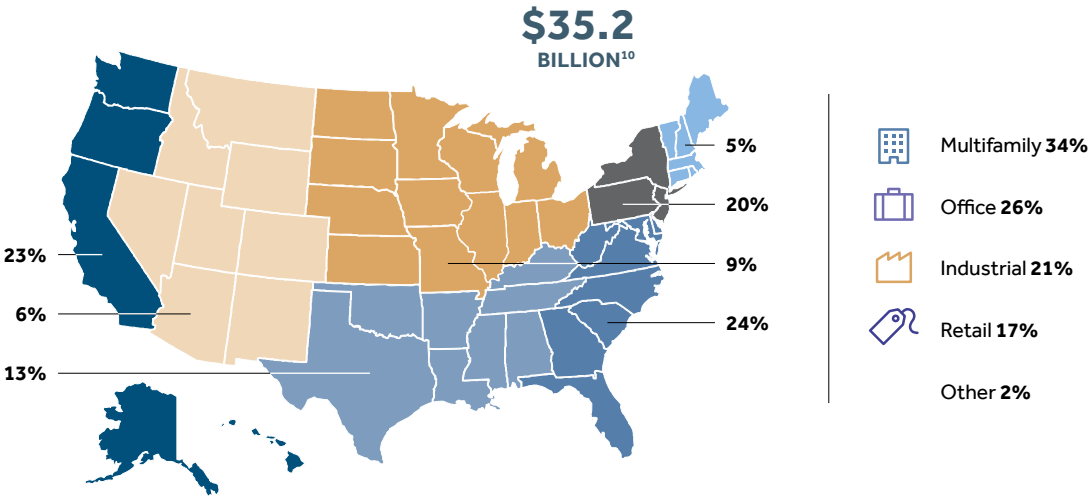 $35.2
BILLION10
5%
20%
9%
24%
23%
6%
13%
Multifamily 34%
Office 26%
Industrial 21%
Retail 17%
Other 2%